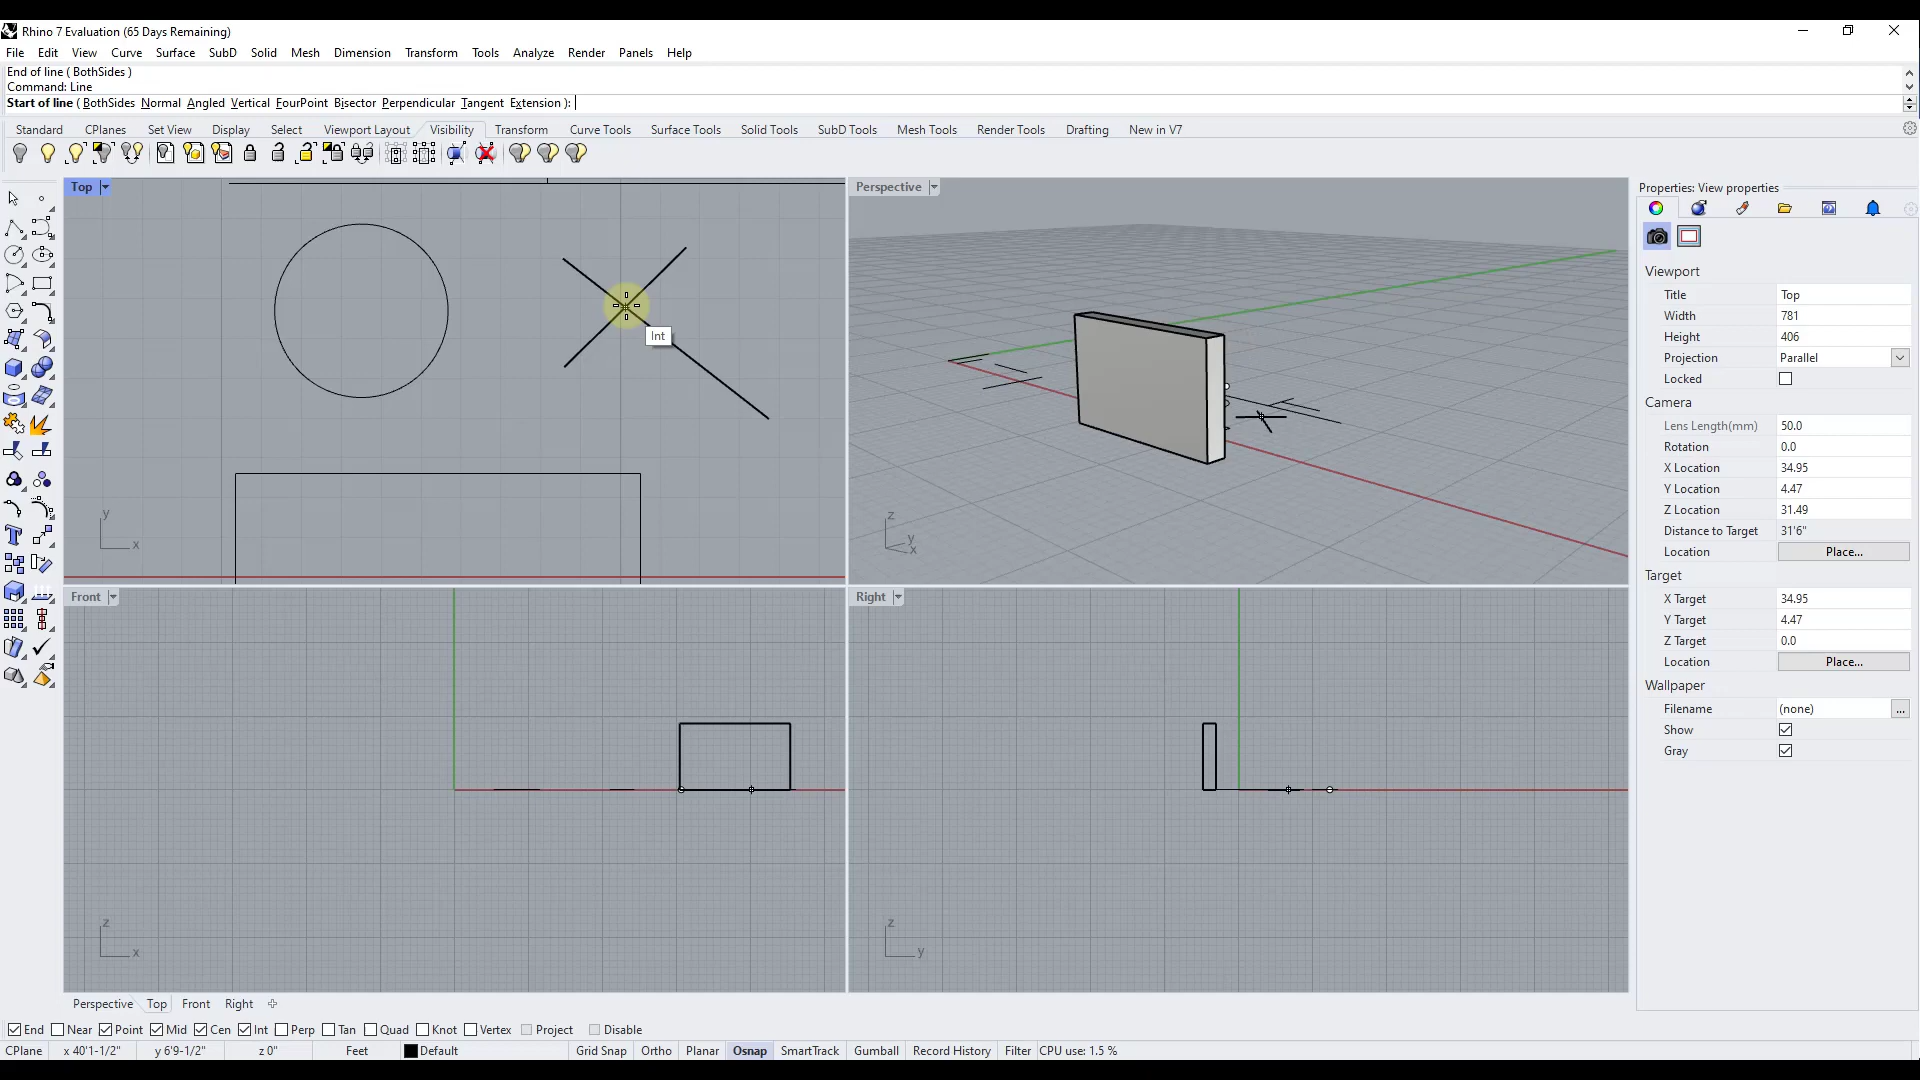 Rhino 7 Evaluation (65 Days Remaining)
File Edit View Curve Surface SubD Solid Mesh Dimension Transform Tools Analyze Render Panels Help
End of line ( BothSides )
Command: Line
Start of line ( BothSides Normal Angled Vertical FourPoint Bisector Perpendicular Tangent Extension ):
Standard CPlanes Set View Display Select Viewport Layout Visibility Transform Curve Tools Surface Tools Solid Tools SubD Tools Mesh Tools Render Tools Drafting New in V7
Top
Perspective
Properties: View properties
Viewport
Title Top
Width 781
Height 406
Projection Parallel
Locked
Camera
Lens Length(mm) 50.0
Rotation 0.0
X Location 34.95
Y Location 4.47
Z Location 31.49
Distance to Target 31'6"
Location Place...
Target
X Target 34.95
Y Target 4.47
Z Target 0.0
Location Place...
Wallpaper
Filename (none) ...
Show
Gray
Int
y
x
z
y
x
Front
Right
z
x
z
y
Perspective Top Front Right
End Near Point Mid Cen Int Perp Tan Quad Knot Vertex Project Disable
CPlane x 40'1-1/2" y 6'9-1/2" z 0" Feet Default Grid Snap Ortho Planar Osnap SmartTrack Gumball Record History Filter CPU use: 1.5 %